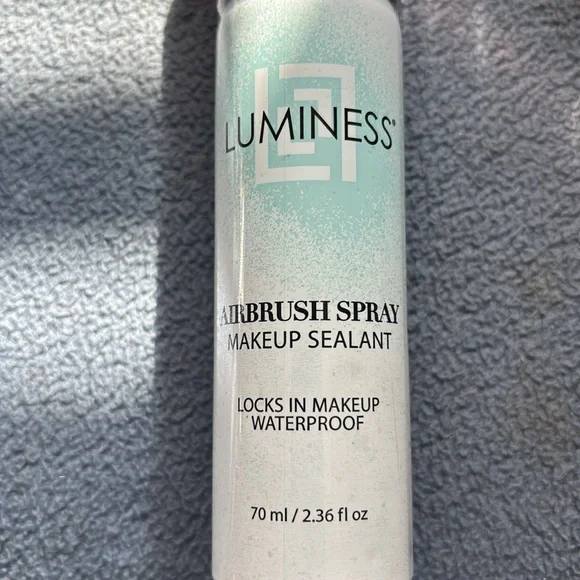 LUMINESS®
AIRBRUSH SPRAY
MAKEUP SEALANT
LOCKS IN MAKEUP
WATERPROOF
70 ml / 2.36 fl oz